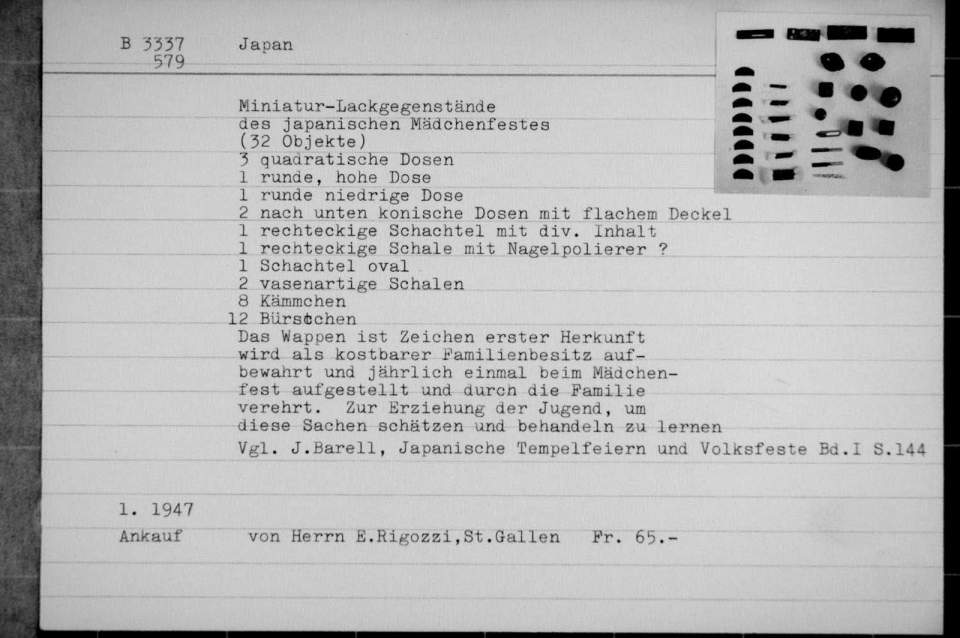 B 3337 Japan
579
Miniatur-Lackgegenstände
des japanischen Mädchenfestes
(32 Objekte)
3 quadratische Dosen
1 runde, hohe Dose
1 runde niedrige Dose
2 nach unten konische Dosen mit flachem Deckel
1 rechteckige Schachtel mit div. Inhalt
1 rechteckige Schale mit Nagelpolierer ?
1 Schachtel oval
2 vasenartige Schalen
8 Kämmchen
12 Bürstchen
Das Wappen ist Zeichen erster Herkunft
wird als kostbarer Familienbesitz auf-
bewahrt und jährlich einmal beim Mädchen-
fest aufgestellt und durch die Familie
verehrt. Zur Erziehung der Jugend, um
diese Sachen schätzen und behandeln zu lernen
Vgl. J.Barell, Japanische Tempelfeiern und Volksfeste Bd.I S.144
1. 1947
Ankauf von Herrn E.Rigozzi,St.Gallen Fr. 65.-